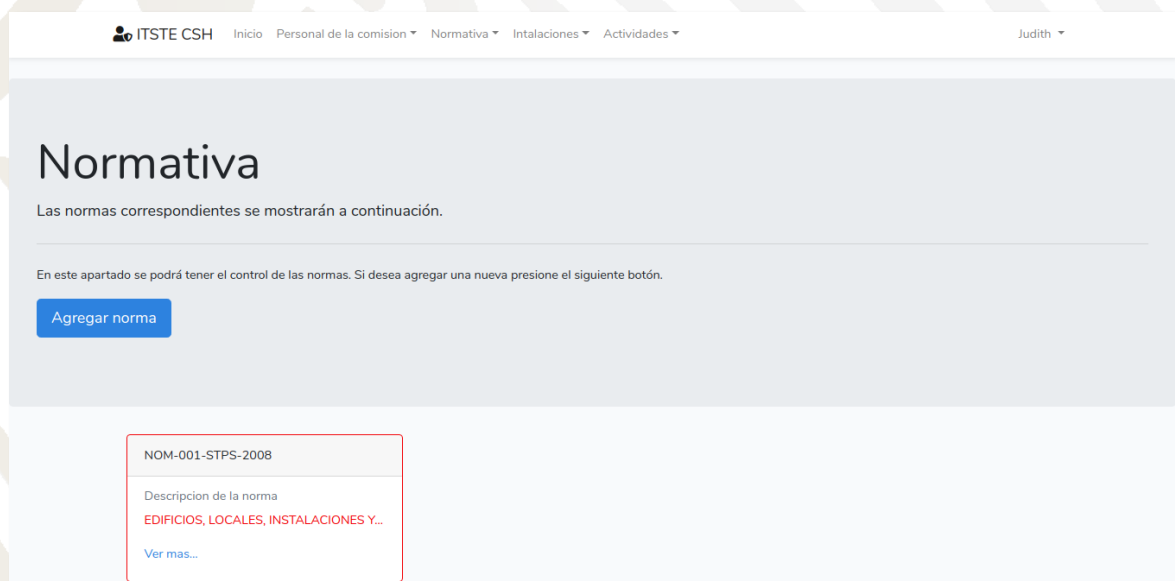 ITSTE CSH Inicio Personal de la comision Normativa Intalaciones Actividades Judith
Normativa
Las normas correspondientes se mostrarán a continuación.
En este apartado se podrá tener el control de las normas. Si desea agregar una nueva presione el siguiente botón.
Agregar norma
NOM-001-STPS-2008
Descripcion de la norma
EDIFICIOS, LOCALES, INSTALACIONES Y...
Ver mas...